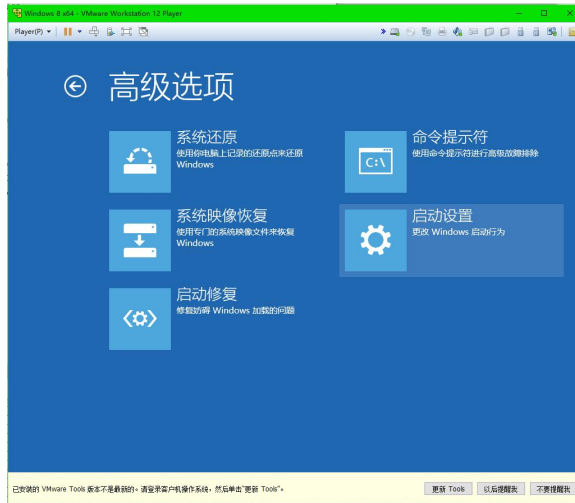 Windows 8 x64 - VMware Workstation 12 Player
Player(P)
高级选项
系统还原
使用你电脑上记录的还原点来还原
Windows
命令提示符
使用命令提示符进行高级故障排除
C:\
系统映像恢复
使用专门的系统映像文件来恢复
Windows
启动设置
更改 Windows 启动行为
启动修复
修复妨碍 Windows 加载的问题
已安装的 VMware Tools 版本不是最新的。请登录客户机操作系统，然后单击“更新 Tools”。
更新 Tools
以后提醒我
不要提醒我